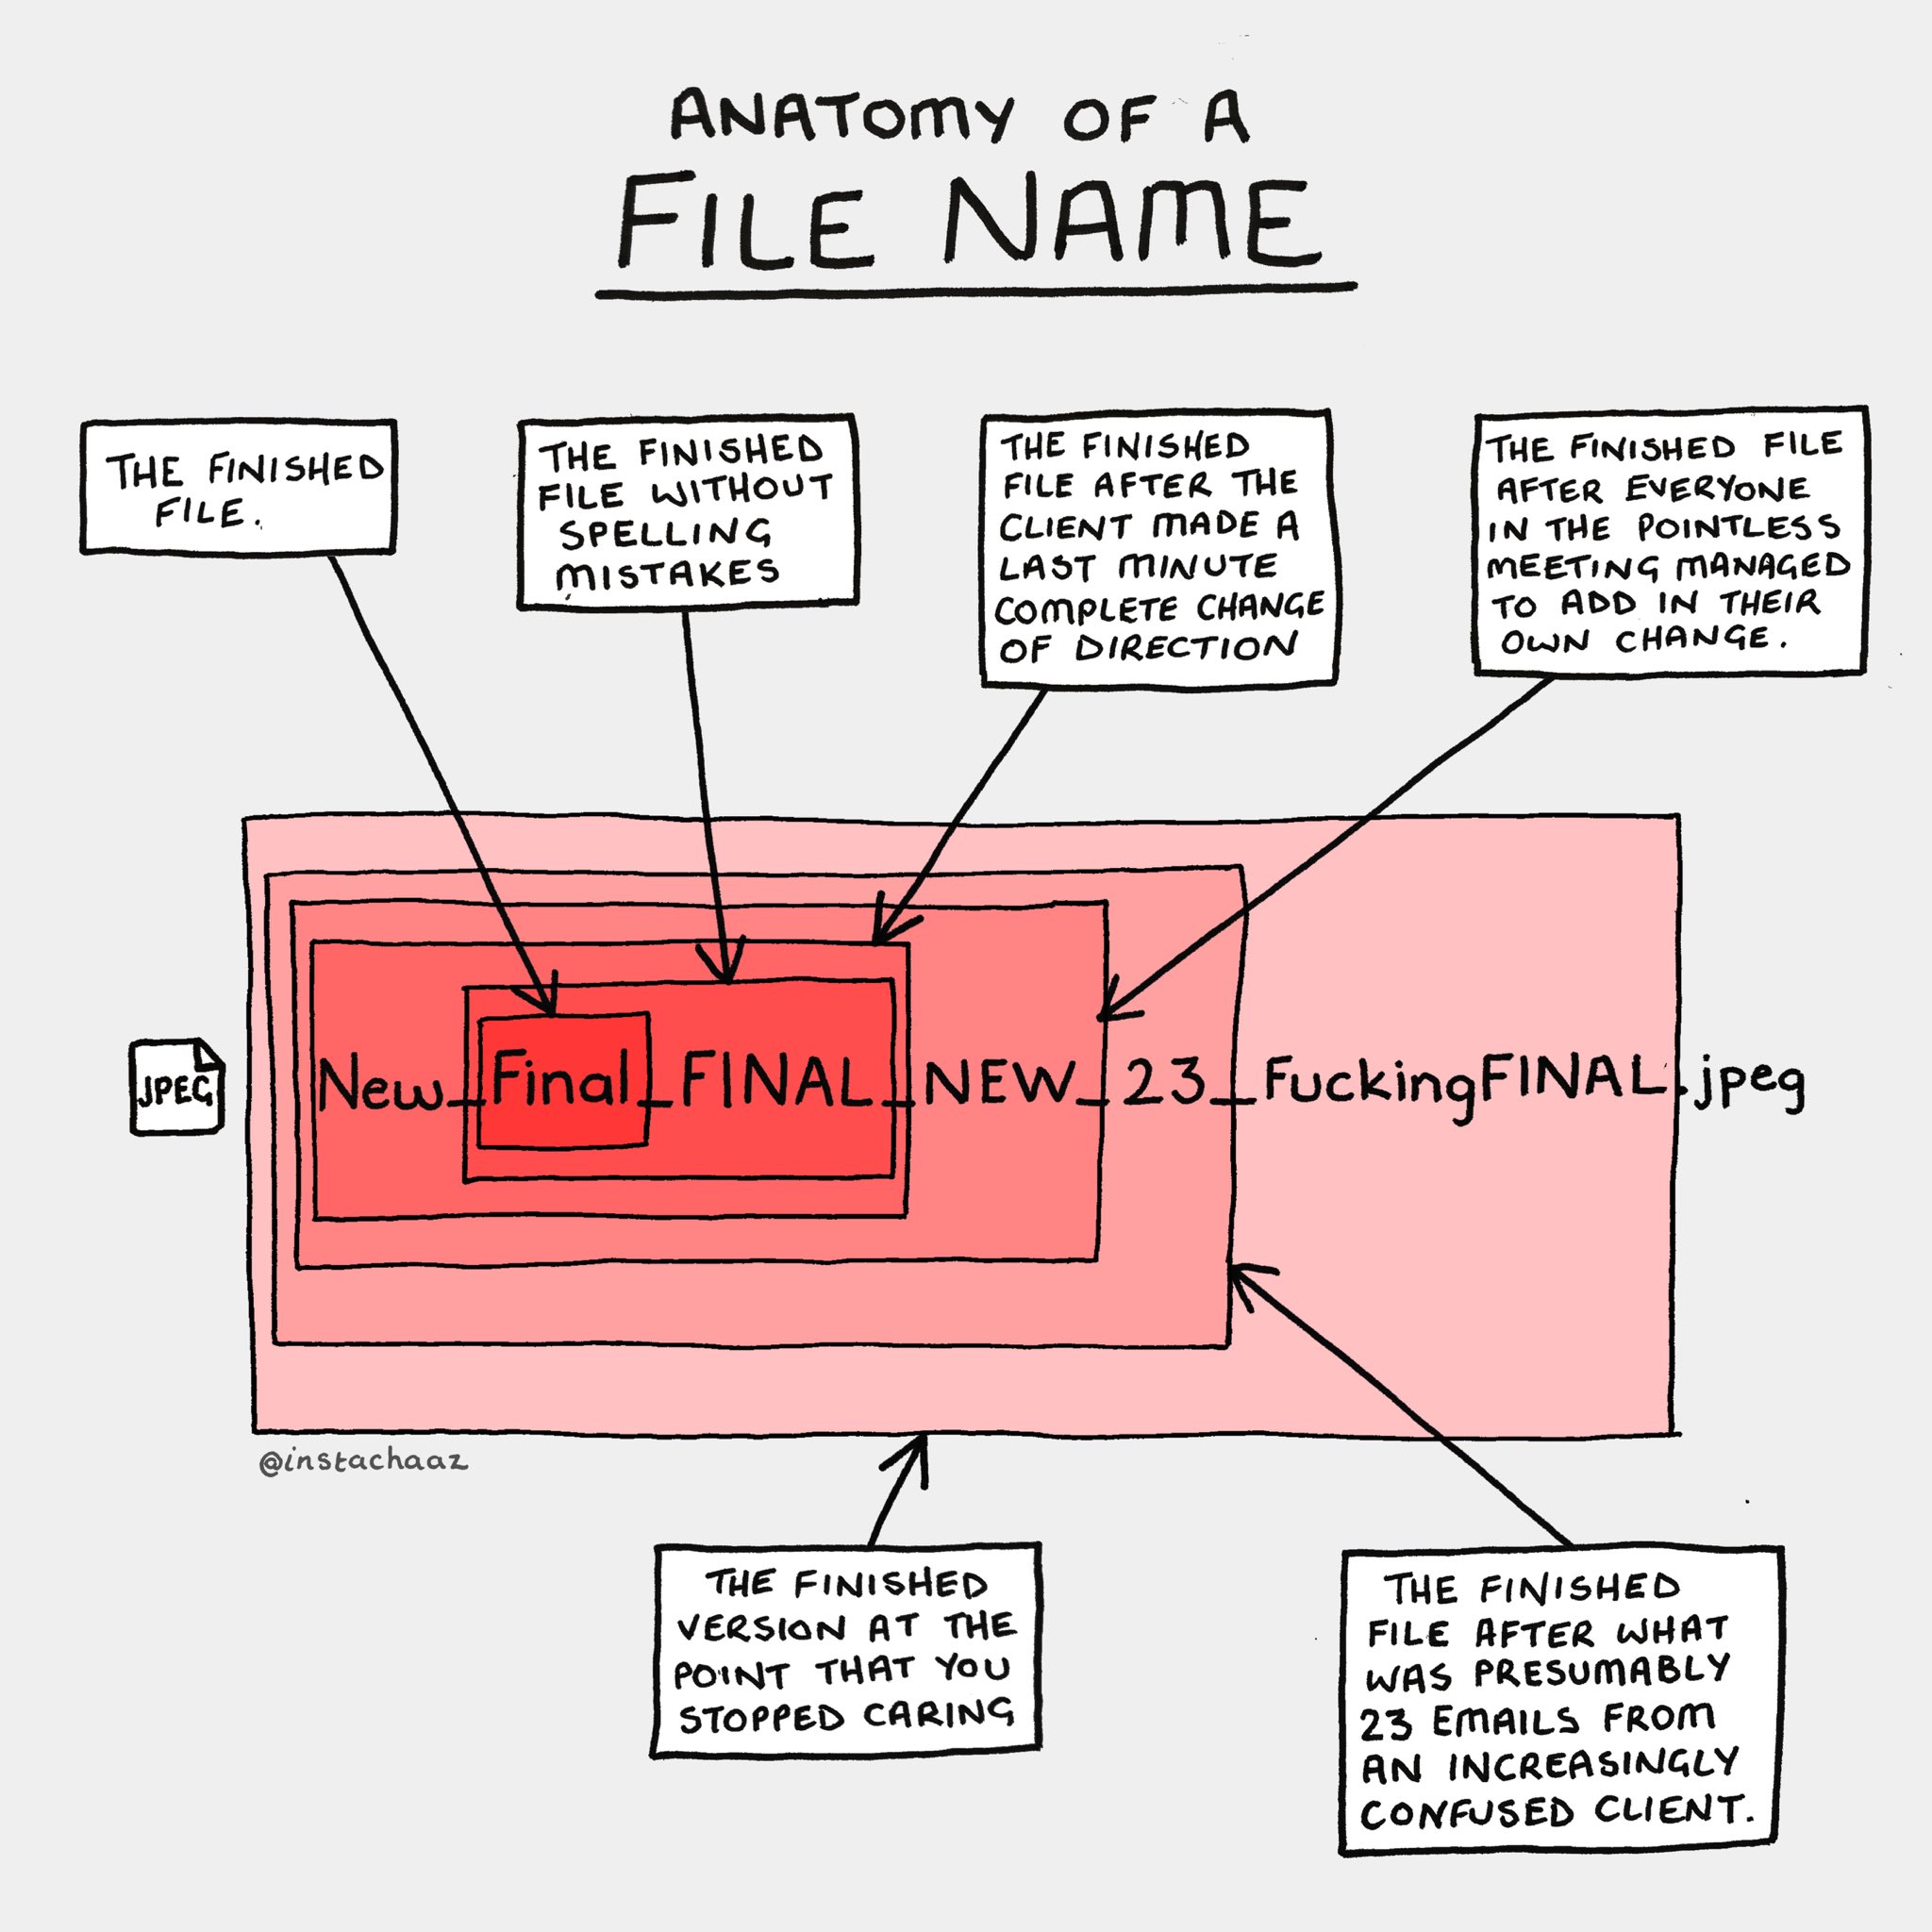 ANATOMY OF A
FILE NAME
THE FINISHED
FILE.
THE FINISHED
FILE WITHOUT
SPELLING
MISTAKES
THE FINISHED
FILE AFTER THE
CLIENT MADE A
LAST MINUTE
COMPLETE CHANGE
OF DIRECTION
THE FINISHED FILE
AFTER EVERYONE
IN THE POINTLESS
MEETING MANAGED
TO ADD IN THEIR
OWN CHANGE.
JPEG
New_Final_FINAL_NEW_23_FuckingFINAL.jpeg
@instachaaz
THE FINISHED
VERSION AT THE
POINT THAT YOU
STOPPED CARING
THE FINISHED
FILE AFTER WHAT
WAS PRESUMABLY
23 EMAILS FROM
AN INCREASINGLY
CONFUSED CLIENT.